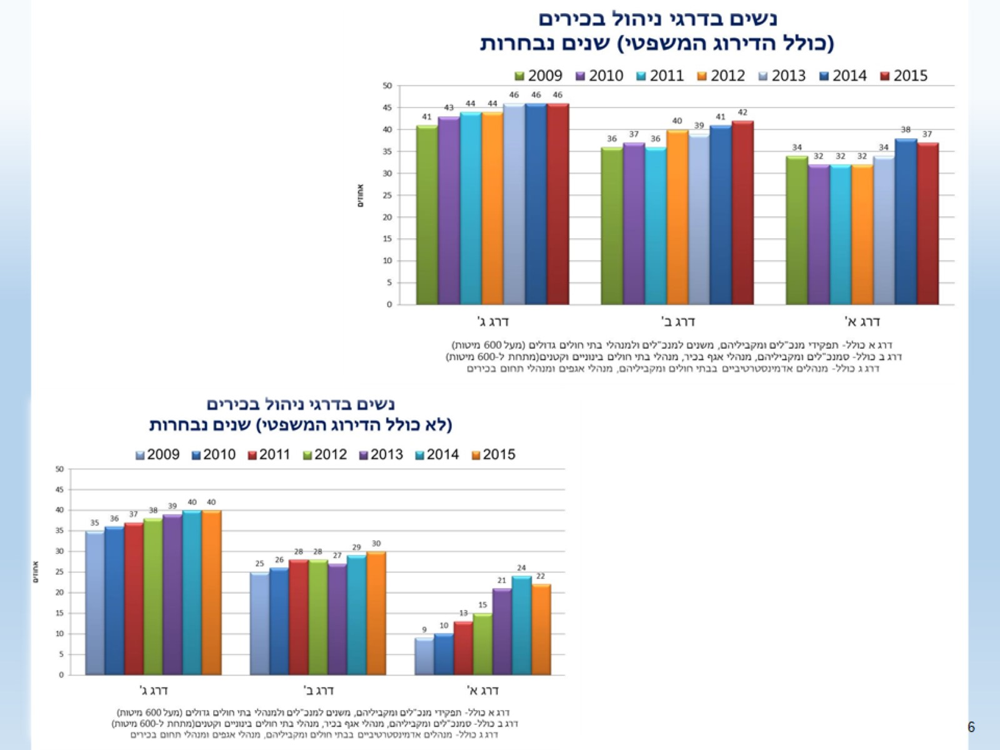 נשים בדרגי ניהול בכירים
(כולל הדירוג המשפטי) שנים נבחרות
2009 2010 2011 2012 2013 2014 2015
50
45
40
35
30
25
20
15
10
5
0
אחוזים
41 43 44 44 46 46 46
36 37 36 40 39 41 42
34 32 32 32 34 38 37
דרג ג' דרג ב' דרג א'
דרג א כולל- תפקידי מנכ"לים ומקביליהם, משנים למנכ"לים ולמנהלי בתי חולים גדולים (מעל 600 מיטות)
דרג ב כולל- סמנכ"לים ומקביליהם, מנהלי אגף בכיר, מנהלי בתי חולים בינוניים וקטנים(מתחת ל-600 מיטות)
דרג ג כולל- מנהלים אדמינסטרטיביים בבתי חולים ומקביליהם, מנהלי אגפים ומנהלי תחום בכירים
נשים בדרגי ניהול בכירים
(לא כולל הדירוג המשפטי) שנים נבחרות
2009 2010 2011 2012 2013 2014 2015
50
45
40
35
30
25
20
15
10
5
0
אחוזים
35 36 37 38 39 40 40
25 26 28 28 27 29 30
9 10 13 15 21 24 22
דרג ג' דרג ב' דרג א'
דרג א כולל- תפקידי מנכ"לים ומקביליהם, משנים למנכ"לים ולמנהלי בתי חולים גדולים (מעל 600 מיטות)
דרג ב כולל- סמנכ"לים ומקביליהם, מנהלי אגף בכיר, מנהלי בתי חולים בינוניים וקטנים(מתחת ל-600 מיטות)
דרג ג כולל- מנהלים אדמינסטרטיביים בבתי חולים ומקביליהם, מנהלי אגפים ומנהלי תחום בכירים
6